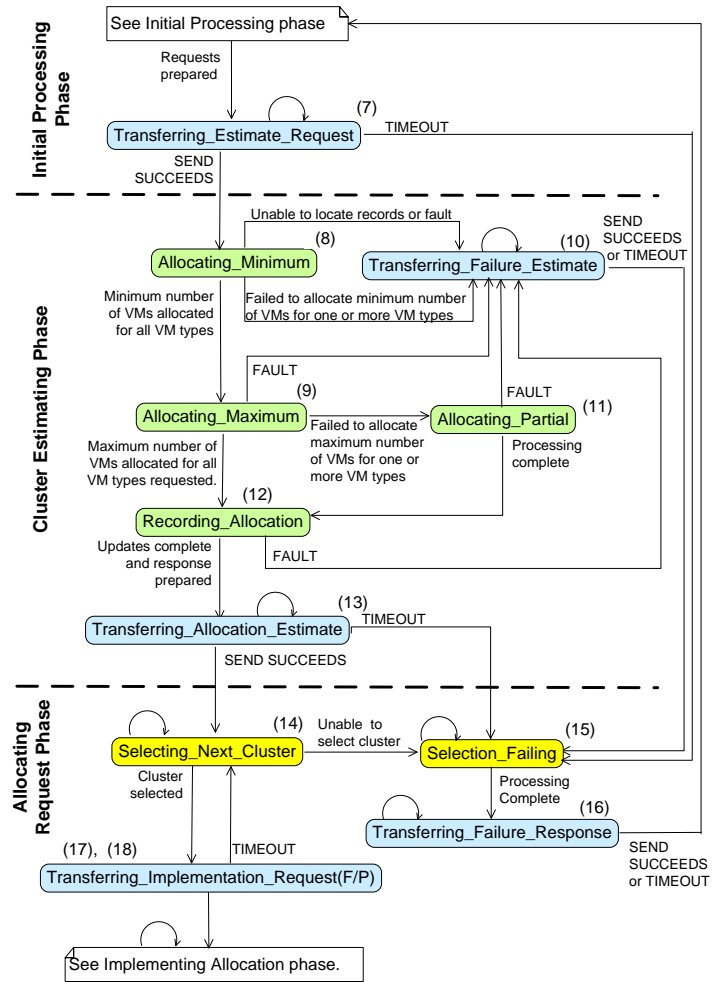 See Initial Processing phase
Requests
prepared
(7)
Transferring_Estimate_Request
TIMEOUT
SEND
SUCCEEDS
Initial Processing
Phase
Unable to locate records or fault
(8)
Allocating_Minimum
(10)
Transferring_Failure_Estimate
SEND
SUCCEEDS
or TIMEOUT
Minimum number
of VMs allocated
for all VM types
Failed to allocate minimum number
of VMs for one or more VM types
FAULT
(9)
Allocating_Maximum
FAULT
Allocating_Partial
(11)
Failed to allocate
maximum number
of VMs for one or
more VM types
Processing
complete
Maximum number of
VMs allocated for all
VM types requested.
(12)
Recording_Allocation
Updates complete
and response
prepared
FAULT
Cluster Estimating Phase
(13)
Transferring_Allocation_Estimate
TIMEOUT
SEND SUCCEEDS
Allocating
Request Phase
(14)
Selecting_Next_Cluster
Unable to
select cluster
(15)
Selection_Failing
Cluster
selected
Processing
Complete
(16)
Transferring_Failure_Response
SEND
SUCCEEDS
or TIMEOUT
(17), (18)
TIMEOUT
Transferring_Implementation_Request(F/P)
See Implementing Allocation phase.